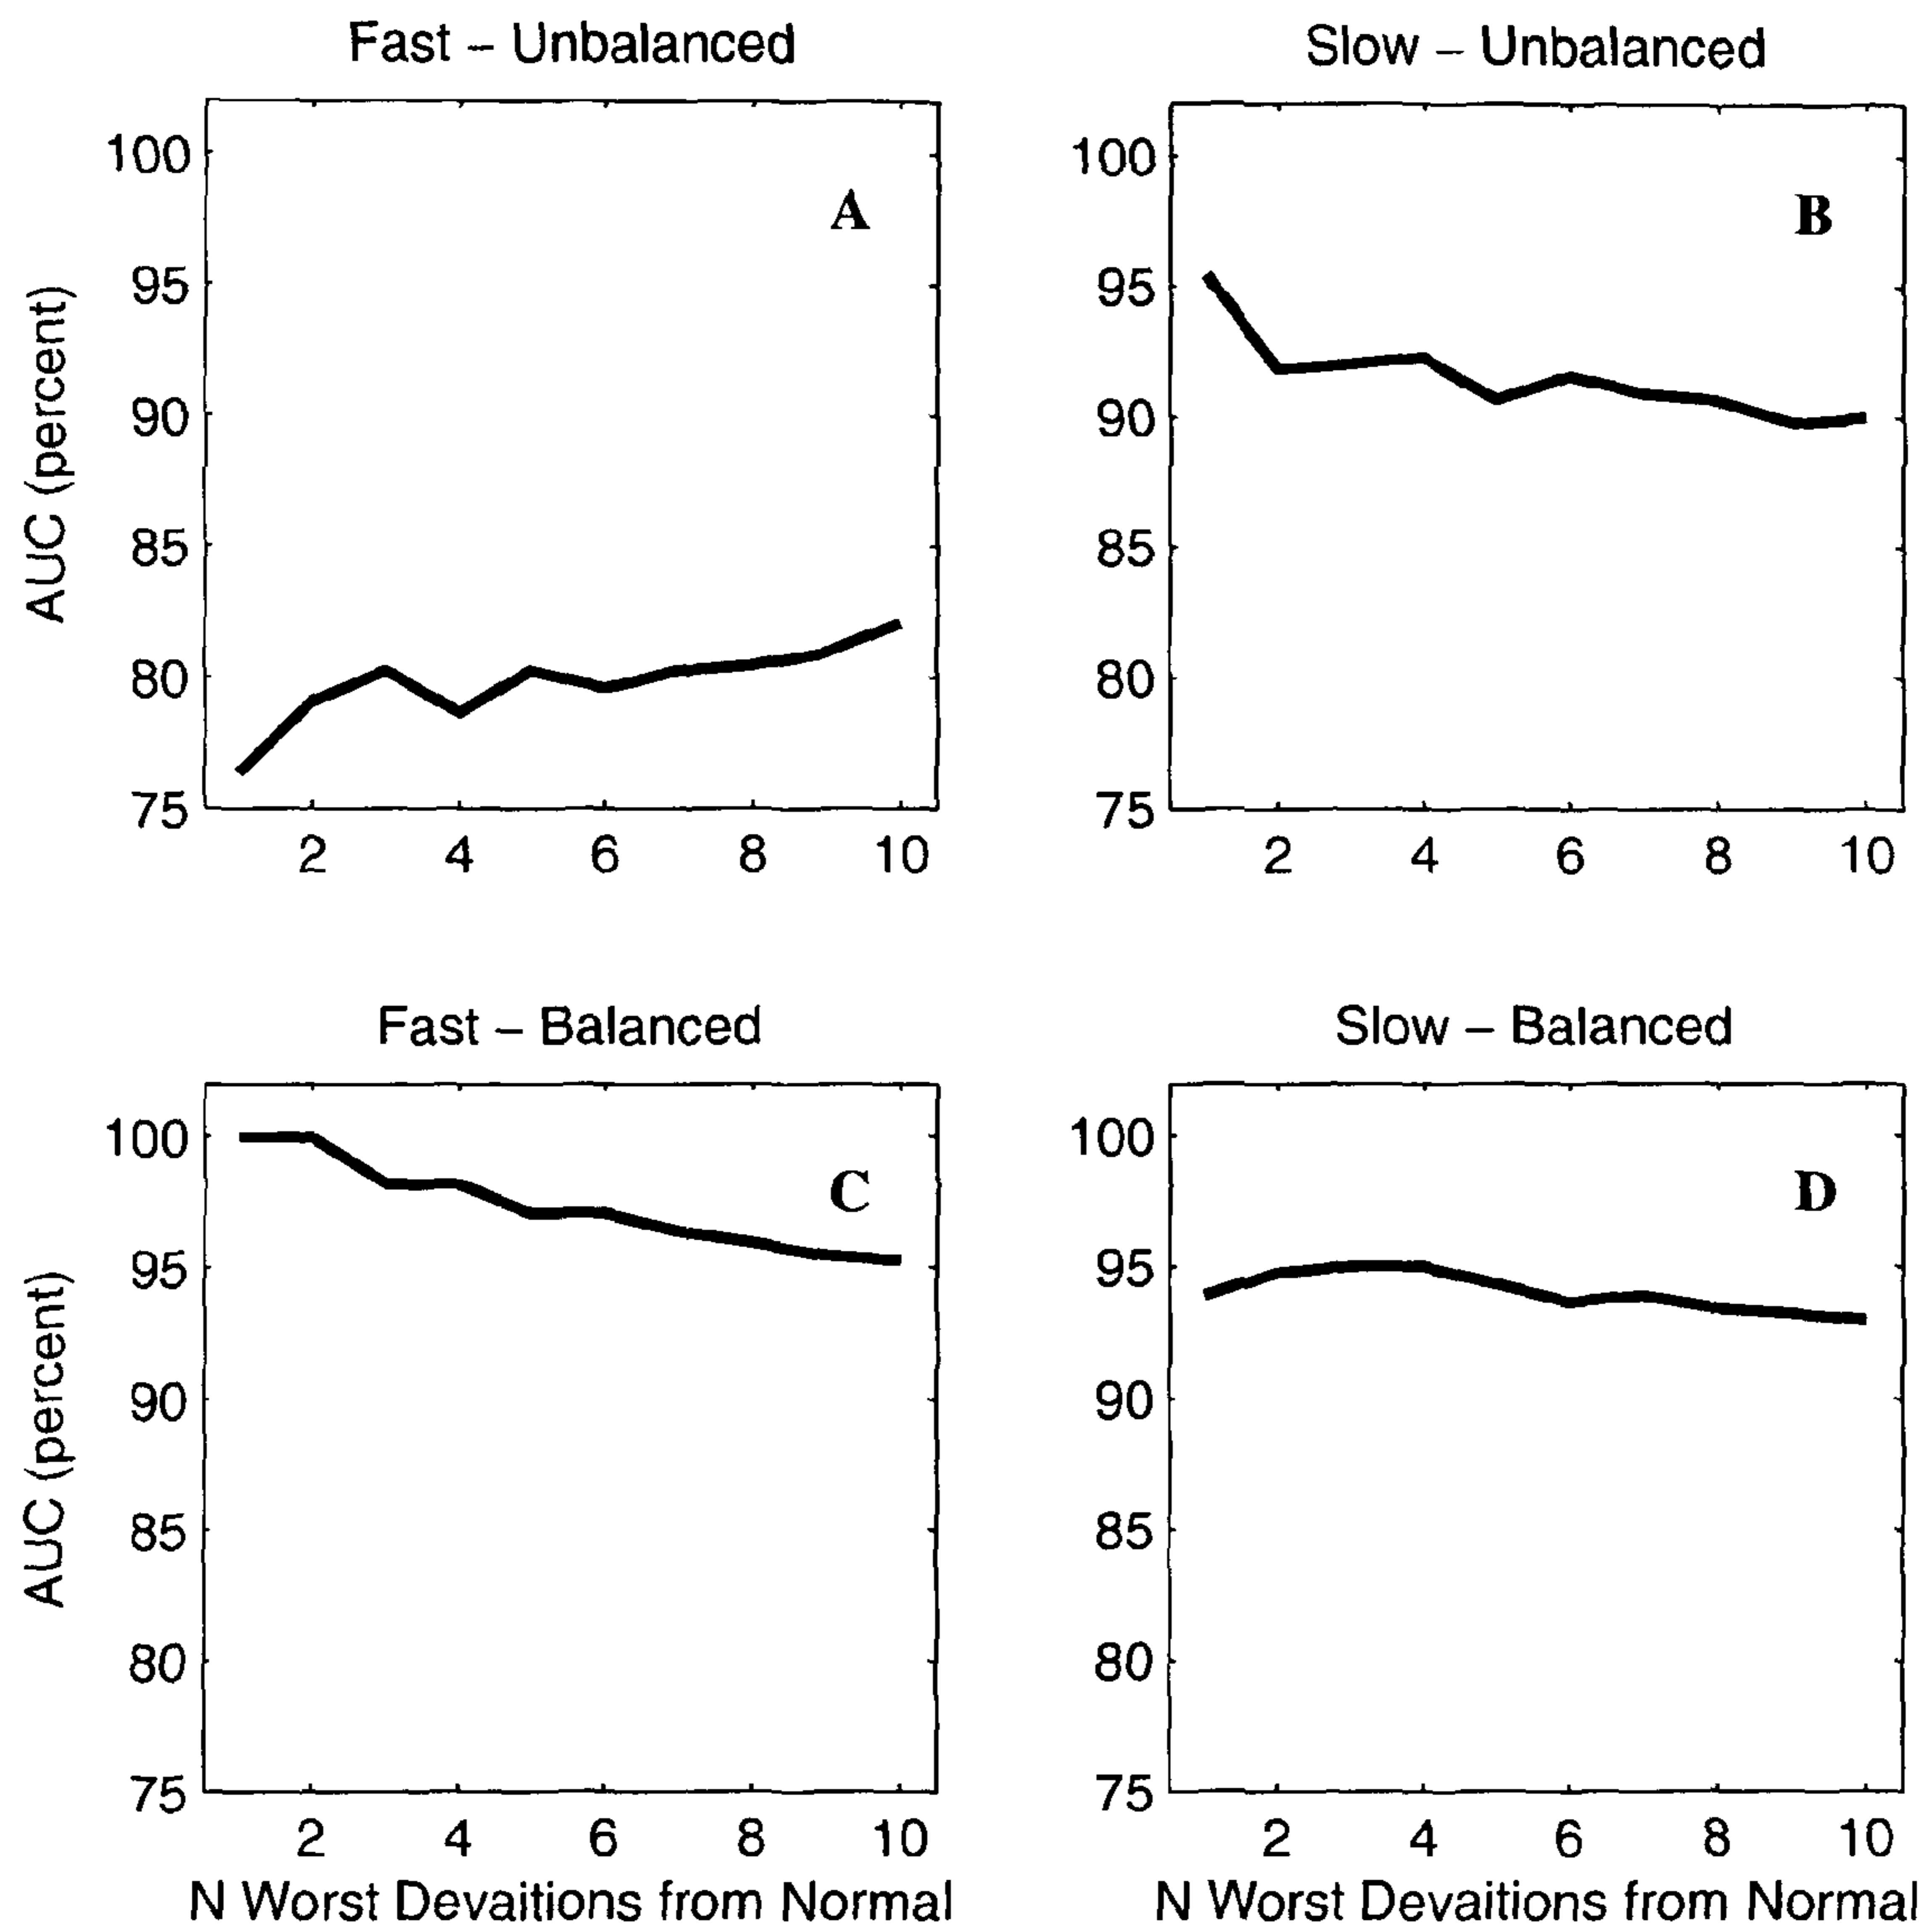 Fast – Unbalanced
100
95
90
85
80
75
AUC (percent)
A
2 4 6 8 10
Slow – Unbalanced
100
95
90
85
80
75
B
2 4 6 8 10
Fast – Balanced
100
95
90
85
80
75
AUC (percent)
C
2 4 6 8 10
N Worst Devaitions from Normal
Slow – Balanced
100
95
90
85
80
75
D
2 4 6 8 10
N Worst Devaitions from Normal